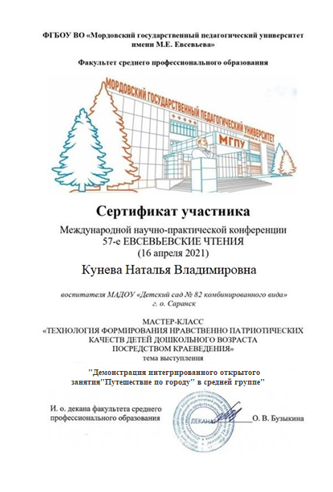 ФГБОУ ВО «Мордовский государственный педагогический университет
имени М.Е. Евсевьева»
Факультет среднего профессионального образования
МОРДОВСКИЙ ГОСУДАРСТВЕННЫЙ ПЕДАГОГИЧЕСКИЙ УНИВЕРСИТЕТ
МГПУ
Сертификат участника
Международной научно-практической конференции
57-е ЕВСЕВЬЕВСКИЕ ЧТЕНИЯ
(16 апреля 2021)
Кунева Наталья Владимировна
воспитателя МАДОУ «Детский сад № 82 комбинированного вида»
г. о. Саранск
МАСТЕР-КЛАСС
«ТЕХНОЛОГИЯ ФОРМИРОВАНИЯ НРАВСТВЕННО ПАТРИОТИЧЕСКИХ
КАЧЕСТВ ДЕТЕЙ ДОШКОЛЬНОГО ВОЗРАСТА
ПОСРЕДСТВОМ КРАЕВЕДЕНИЯ»
тема выступления
"Демонстрация интегрированного открытого
занятия"Путешествие по городу" в средней группе"
И. о. декана факультета среднего
профессионального образования
О. В. Бузыкина